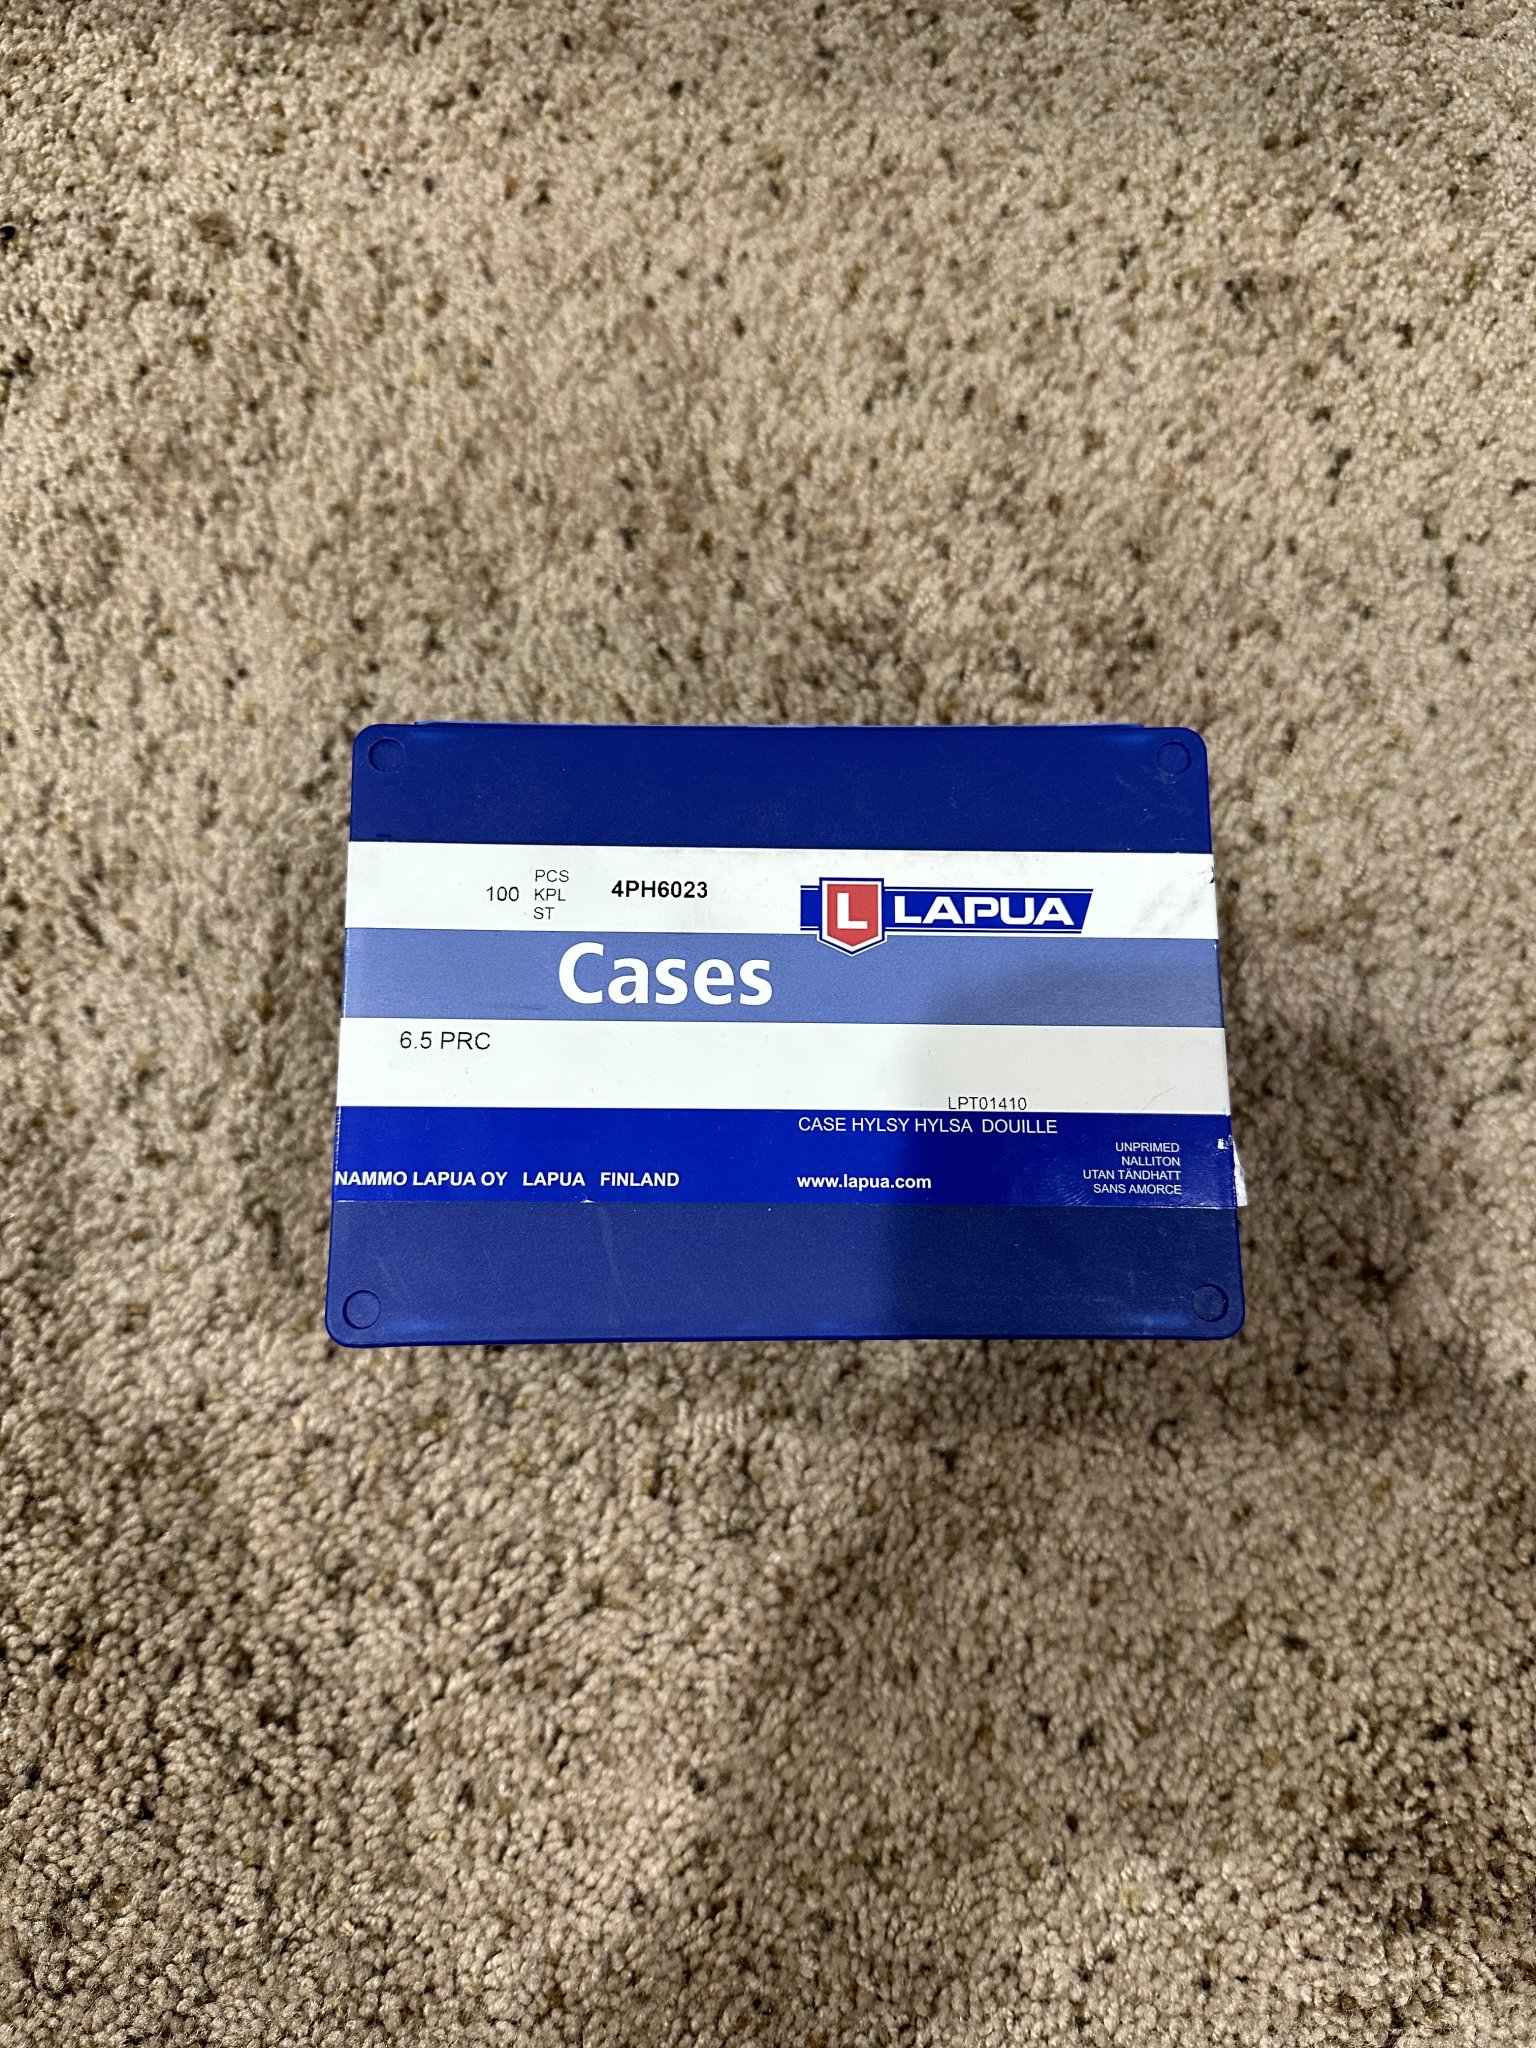 100 PCS KPL ST
4PH6023
L LAPUA
Cases
6.5 PRC
LPT01410
CASE HYLSY HYLSA DOUILLE
UNPRIMED
NALLITON
UTAN TÄNDHATT
SANS AMORCE
NAMMO LAPUA OY LAPUA FINLAND
www.lapua.com